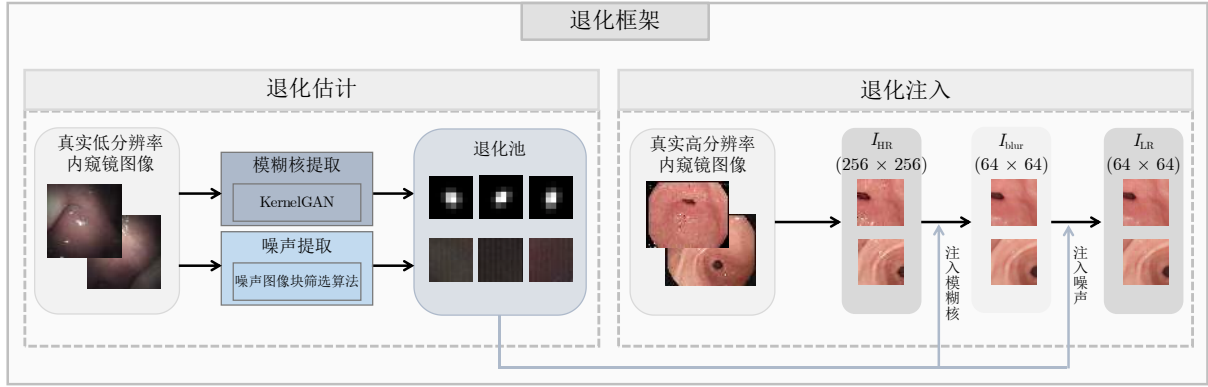 退化框架
退化估计
真实低分辨率
内窥镜图像
模糊核提取
KernelGAN
噪声提取
噪声图像块筛选算法
退化池
退化注入
真实高分辨率
内窥镜图像
I_HR
(256 × 256)
注入模糊核
I_blur
(64 × 64)
注入噪声
I_LR
(64 × 64)